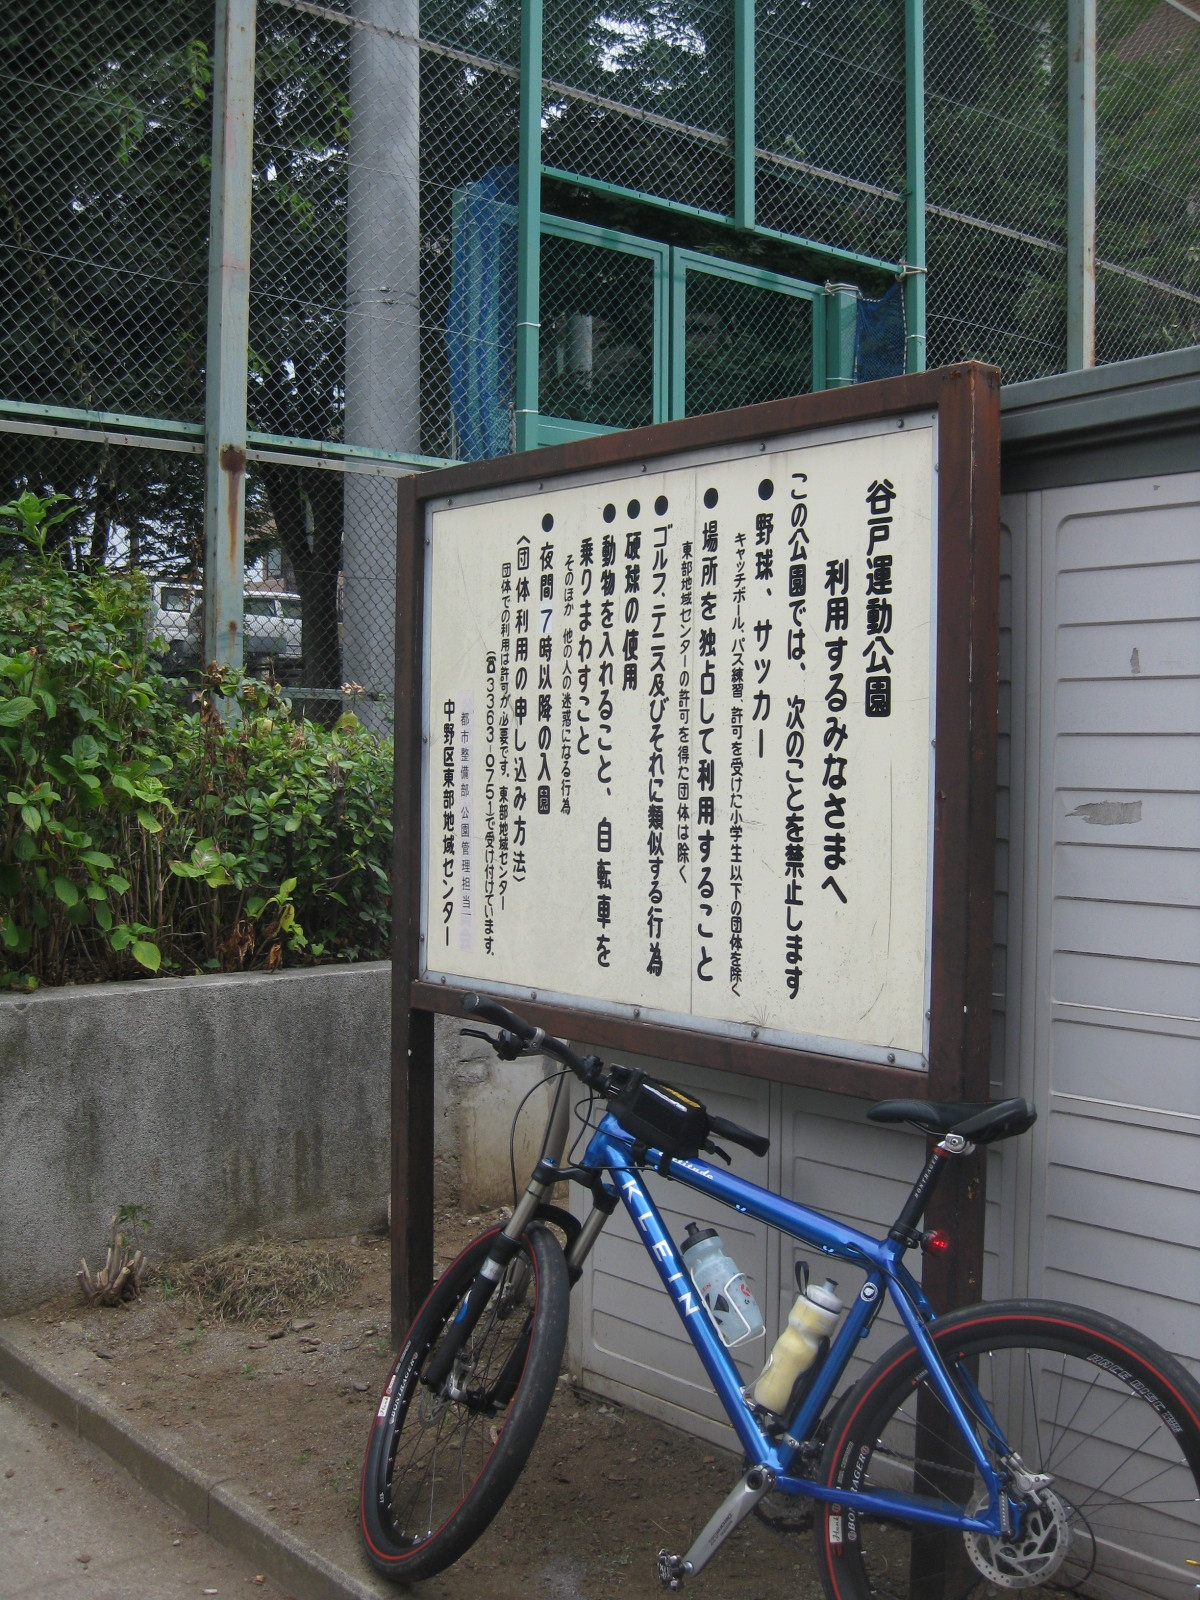 谷戸運動公園
利用するみなさまへ
この公園では、次のことを禁止します
●野球、サッカー
キャッチボール、パス練習、許可を受けた小学生以下の団体を除く
●場所を独占して利用すること
東部地域センターの許可を得た団体は除く
●ゴルフ、テニス及びそれに類似する行為
●硬球の使用
●動物を入れること、自転車を
乗りまわすこと
そのほか 他の人の迷惑になる行為
●夜間7時以降の入園
〈団体利用の申し込み方法〉
団体での利用は許可が必要です。東部地域センター
(☎3363-0751で受け付けています。
都市整備部 公園管理担当
中野区東部地域センター
KLEIN
attitude
BONTRAGER
BONTRAGER
BONTRAGER
RACE DISC